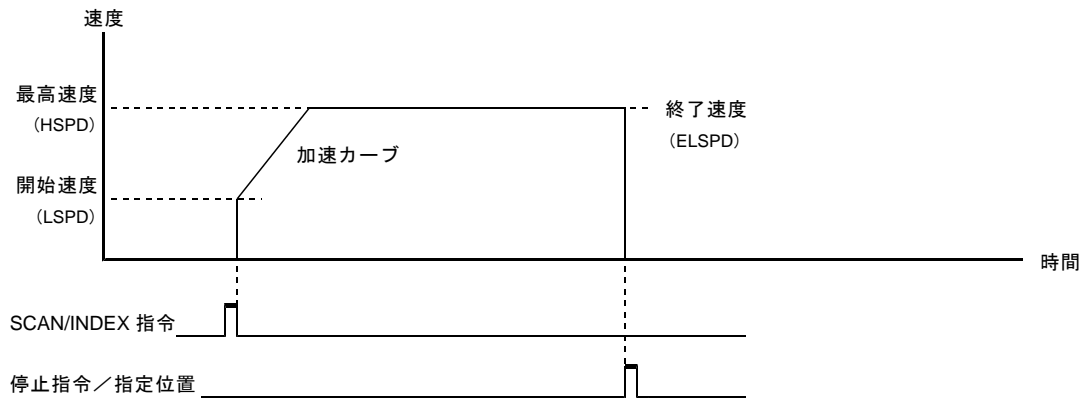 速度
最高速度
（HSPD）
終了速度
（ELSPD）
加速カーブ
開始速度
（LSPD）
時間
SCAN/INDEX 指令
停止指令／指定位置